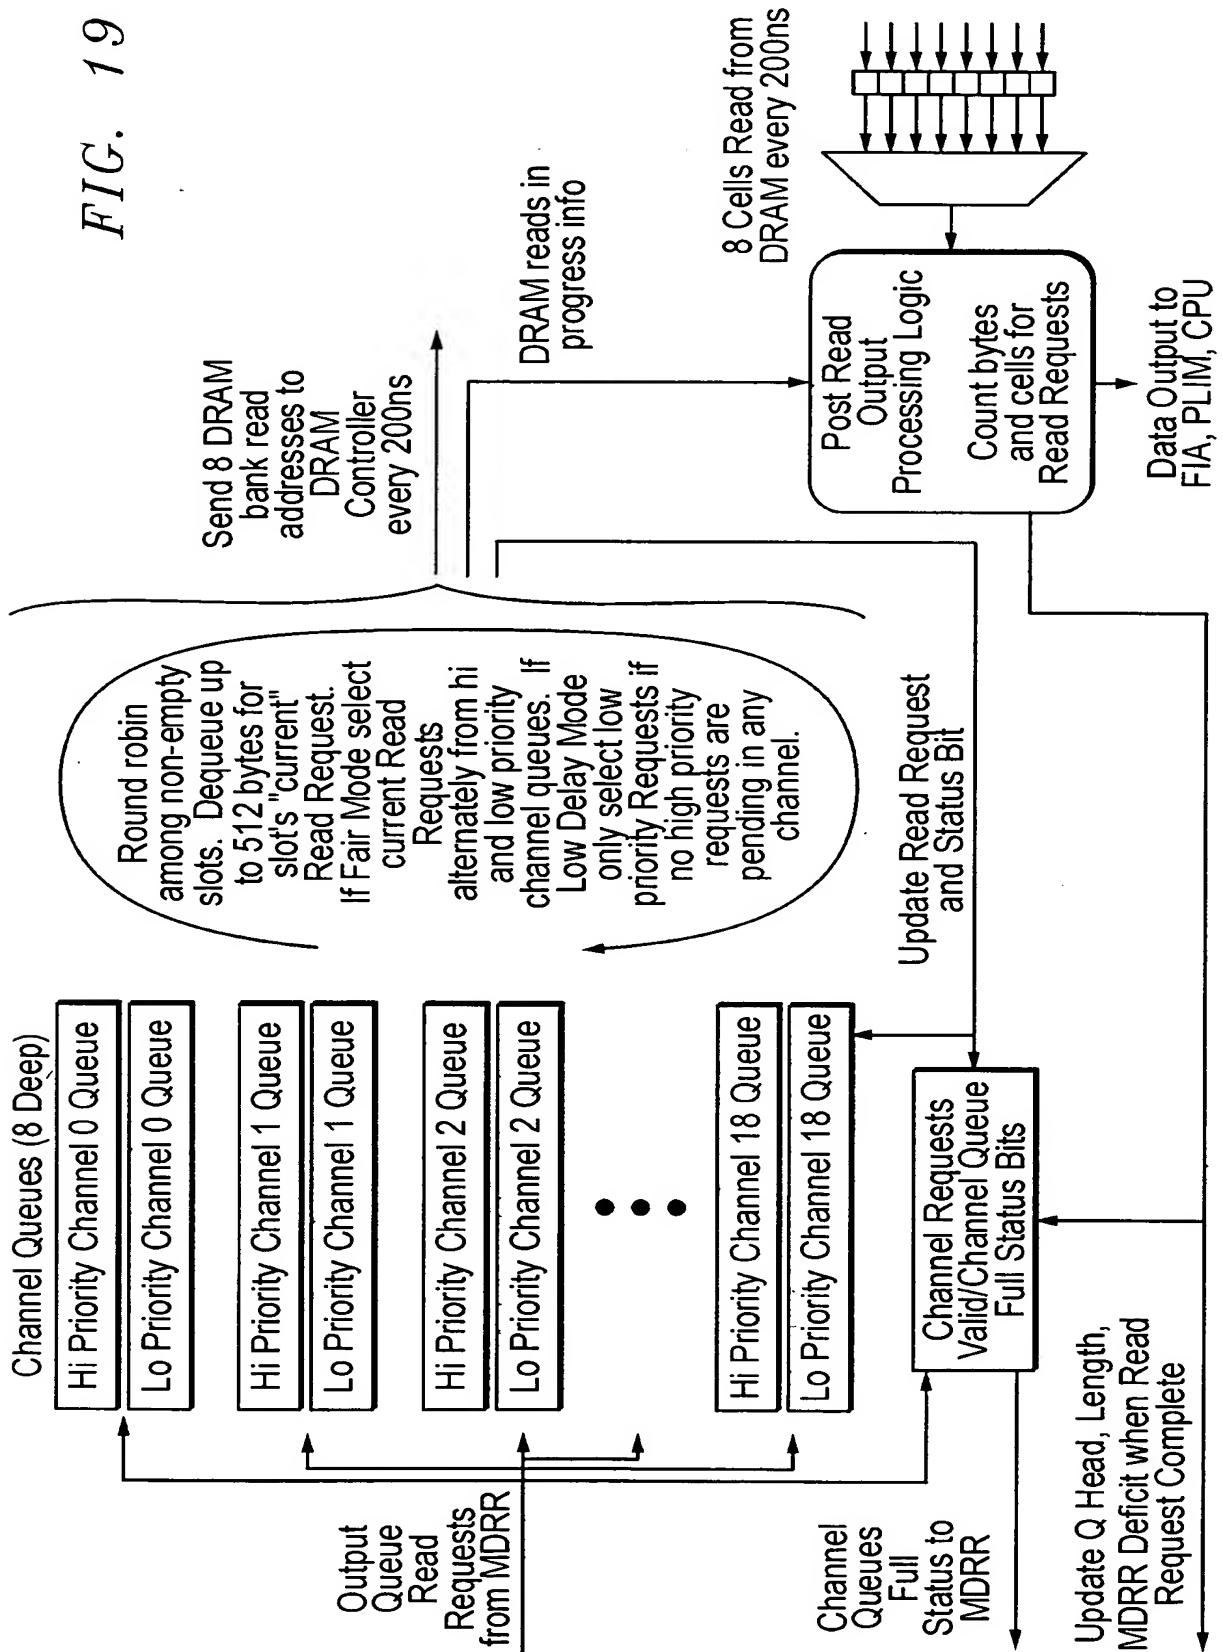 FIG. 19
Channel Queues (8 Deep)
Hi Priority Channel 0 Queue
Lo Priority Channel 0 Queue
Hi Priority Channel 1 Queue
Lo Priority Channel 1 Queue
Hi Priority Channel 2 Queue
Lo Priority Channel 2 Queue
Hi Priority Channel 18 Queue
Lo Priority Channel 18 Queue
Output
Queue
Read
Requests
from MDRR
Channel
Queues
Full
Status to
MDRR
Channel Requests
Valid/Channel Queue
Full Status Bits
Update Q Head, Length,
MDRR Deficit when Read
Request Complete
Round robin
among non-empty
slots. Dequeue up
to 512 bytes for
slot's "current"
Read Request.
If Fair Mode select
current Read
Requests
alternately from hi
and low priority
channel queues. If
Low Delay Mode
only select low
priority Requests if
no high priority
requests are
pending in any
channel.
Update Read Request
and Status Bit
Send 8 DRAM
bank read
addresses to
DRAM
Controller
every 200ns
DRAM reads in
progress info
Post Read
Output
Processing Logic
Count bytes
and cells for
Read Requests
8 Cells Read from
DRAM every 200ns
Data Output to
FIA, PLIM, CPU